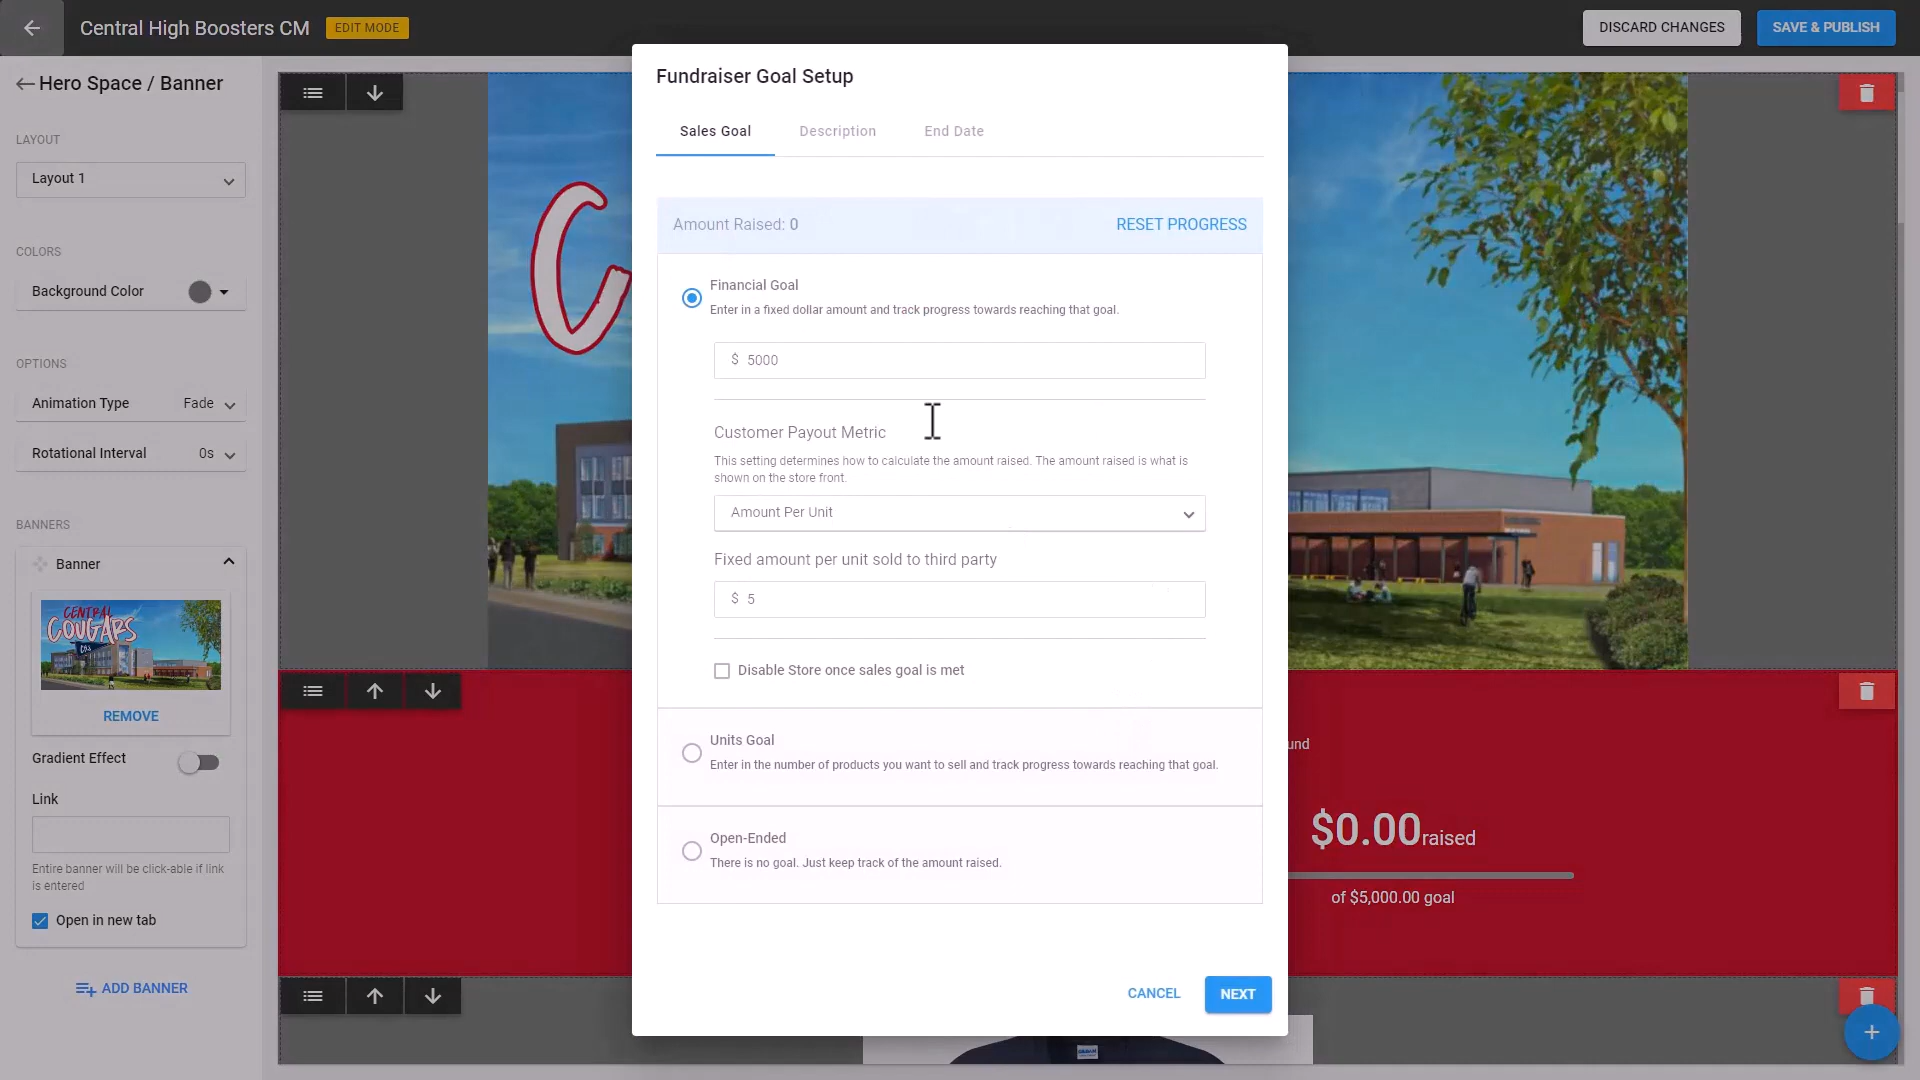 Central High Boosters CM
EDIT MODE
DISCARD CHANGES
SAVE & PUBLISH
Hero Space / Banner
LAYOUT
Layout 1
COLORS
Background Color
OPTIONS
Animation Type
Fade
Rotational Interval
0s
BANNERS
Banner
CENTRAL
COUGARS
REMOVE
Gradient Effect
Link
Entire banner will be click-able if link
is entered
Open in new tab
ADD BANNER
C
Fundraiser Goal Setup
Sales Goal
Description
End Date
Amount Raised: 0
RESET PROGRESS
Financial Goal
Enter in a fixed dollar amount and track progress towards reaching that goal.
$ 5000
Customer Payout Metric
This setting determines how to calculate the amount raised. The amount raised is what is
shown on the store front.
Amount Per Unit
Fixed amount per unit sold to third party
$ 5
Disable Store once sales goal is met
Units Goal
Enter in the number of products you want to sell and track progress towards reaching that goal.
Open-Ended
There is no goal. Just keep track of the amount raised.
CANCEL
NEXT
und
$0.00 raised
of $5,000.00 goal